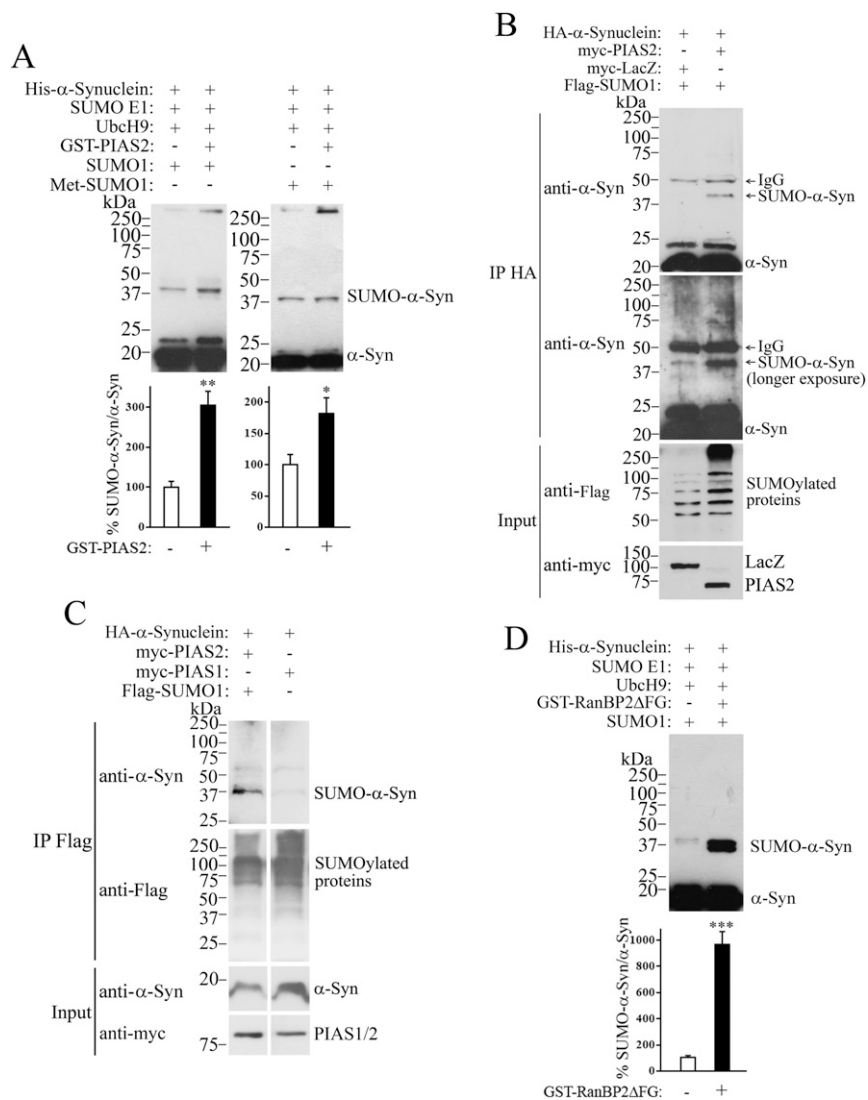 A
His-α-Synuclein: + + + +
SUMO E1: + + + +
UbcH9: + + + +
GST-PIAS2: - + - +
SUMO1: + + - -
Met-SUMO1: - - + +
kDa
250 250
100 100
75 75
50 50
37 37 SUMO-α-Syn
25 25
20 20 α-Syn
% SUMO-α-Syn/α-Syn
300 200
200 150
100 100
0 50
0
** *
GST-PIAS2: - + - +
B
HA-α-Synuclein: + +
myc-PIAS2: - +
myc-LacZ: + -
Flag-SUMO1: + +
kDa
IP HA
anti-α-Syn
250
100
75
50 ←IgG
37 ←SUMO-α-Syn
25
20 α-Syn
anti-α-Syn
250
100
75
50 ←IgG
37 ←SUMO-α-Syn
(longer exposure)
25
20 α-Syn
Input
anti-Flag
250
100
75
50
37
SUMOylated
proteins
anti-myc
150
100 LacZ
75 PIAS2
C
HA-α-Synuclein: + +
myc-PIAS2: + -
myc-PIAS1: - +
Flag-SUMO1: + -
kDa
IP Flag
anti-α-Syn
250
100
75
50
37 SUMO-α-Syn
25
anti-Flag
250
100
75
50
37
25
SUMOylated
proteins
Input
anti-α-Syn
20 α-Syn
anti-myc
75 PIAS1/2
D
His-α-Synuclein: + +
SUMO E1: + +
UbcH9: + +
GST-RanBP2ΔFG: - +
SUMO1: + +
kDa
250
100
75
50
37 SUMO-α-Syn
25
20 α-Syn
% SUMO-α-Syn/α-Syn
1000
800
600
400
200
0
***
GST-RanBP2ΔFG: - +